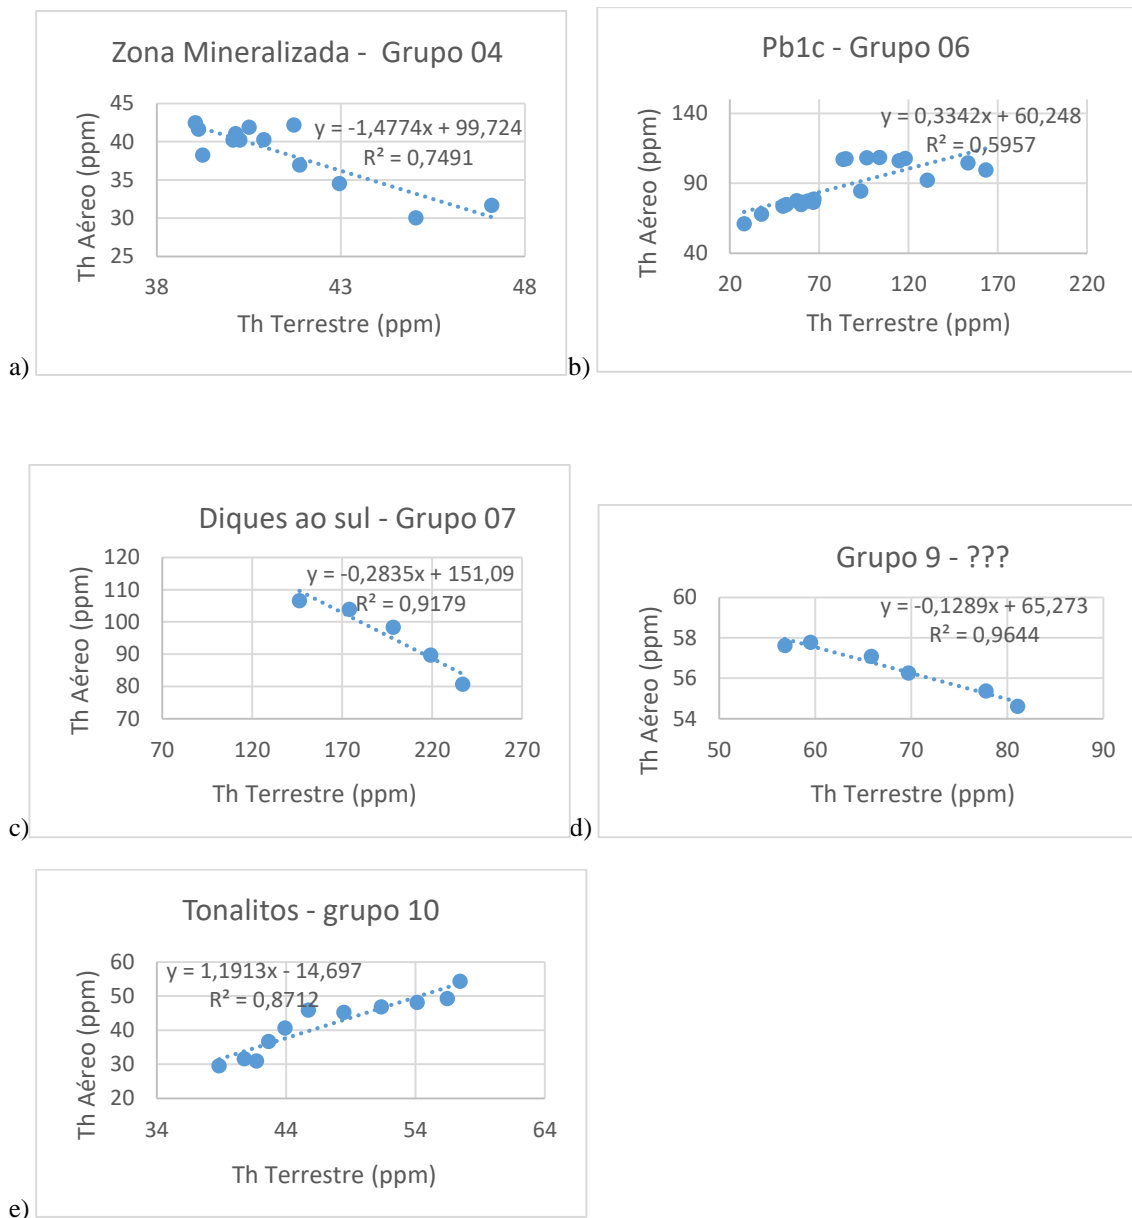 Zona Mineralizada - Grupo 04
Th Aéreo (ppm)
45
40
35
30
25
y = -1,4774x + 99,724
R² = 0,7491
38 43 48
Th Terrestre (ppm)
a)
Pb1c - Grupo 06
Th Aéreo (ppm)
140
90
40
y = 0,3342x + 60,248
R² = 0,5957
20 70 120 170 220
Th Terrestre (ppm)
b)
Diques ao sul - Grupo 07
Th Aéreo (ppm)
120
110
100
90
80
70
y = -0,2835x + 151,09
R² = 0,9179
70 120 170 220 270
Th Terrestre (ppm)
c)
Grupo 9 - ???
Th Aéreo (ppm)
60
58
56
54
y = -0,1289x + 65,273
R² = 0,9644
50 60 70 80 90
Th Terrestre (ppm)
d)
Tonalitos - grupo 10
Th Aéreo (ppm)
60
50
40
30
20
y = 1,1913x - 14,697
R² = 0,8712
34 44 54 64
Th Terrestre (ppm)
e)